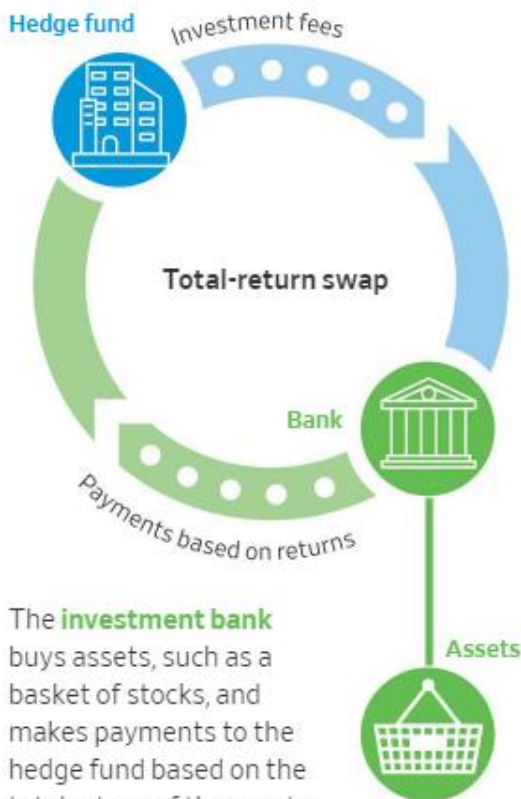 Hedge fund
Investment fees
Total-return swap
Bank
Payments based on returns
The investment bank
buys assets, such as a
basket of stocks, and
makes payments to the
hedge fund based on the
Assets